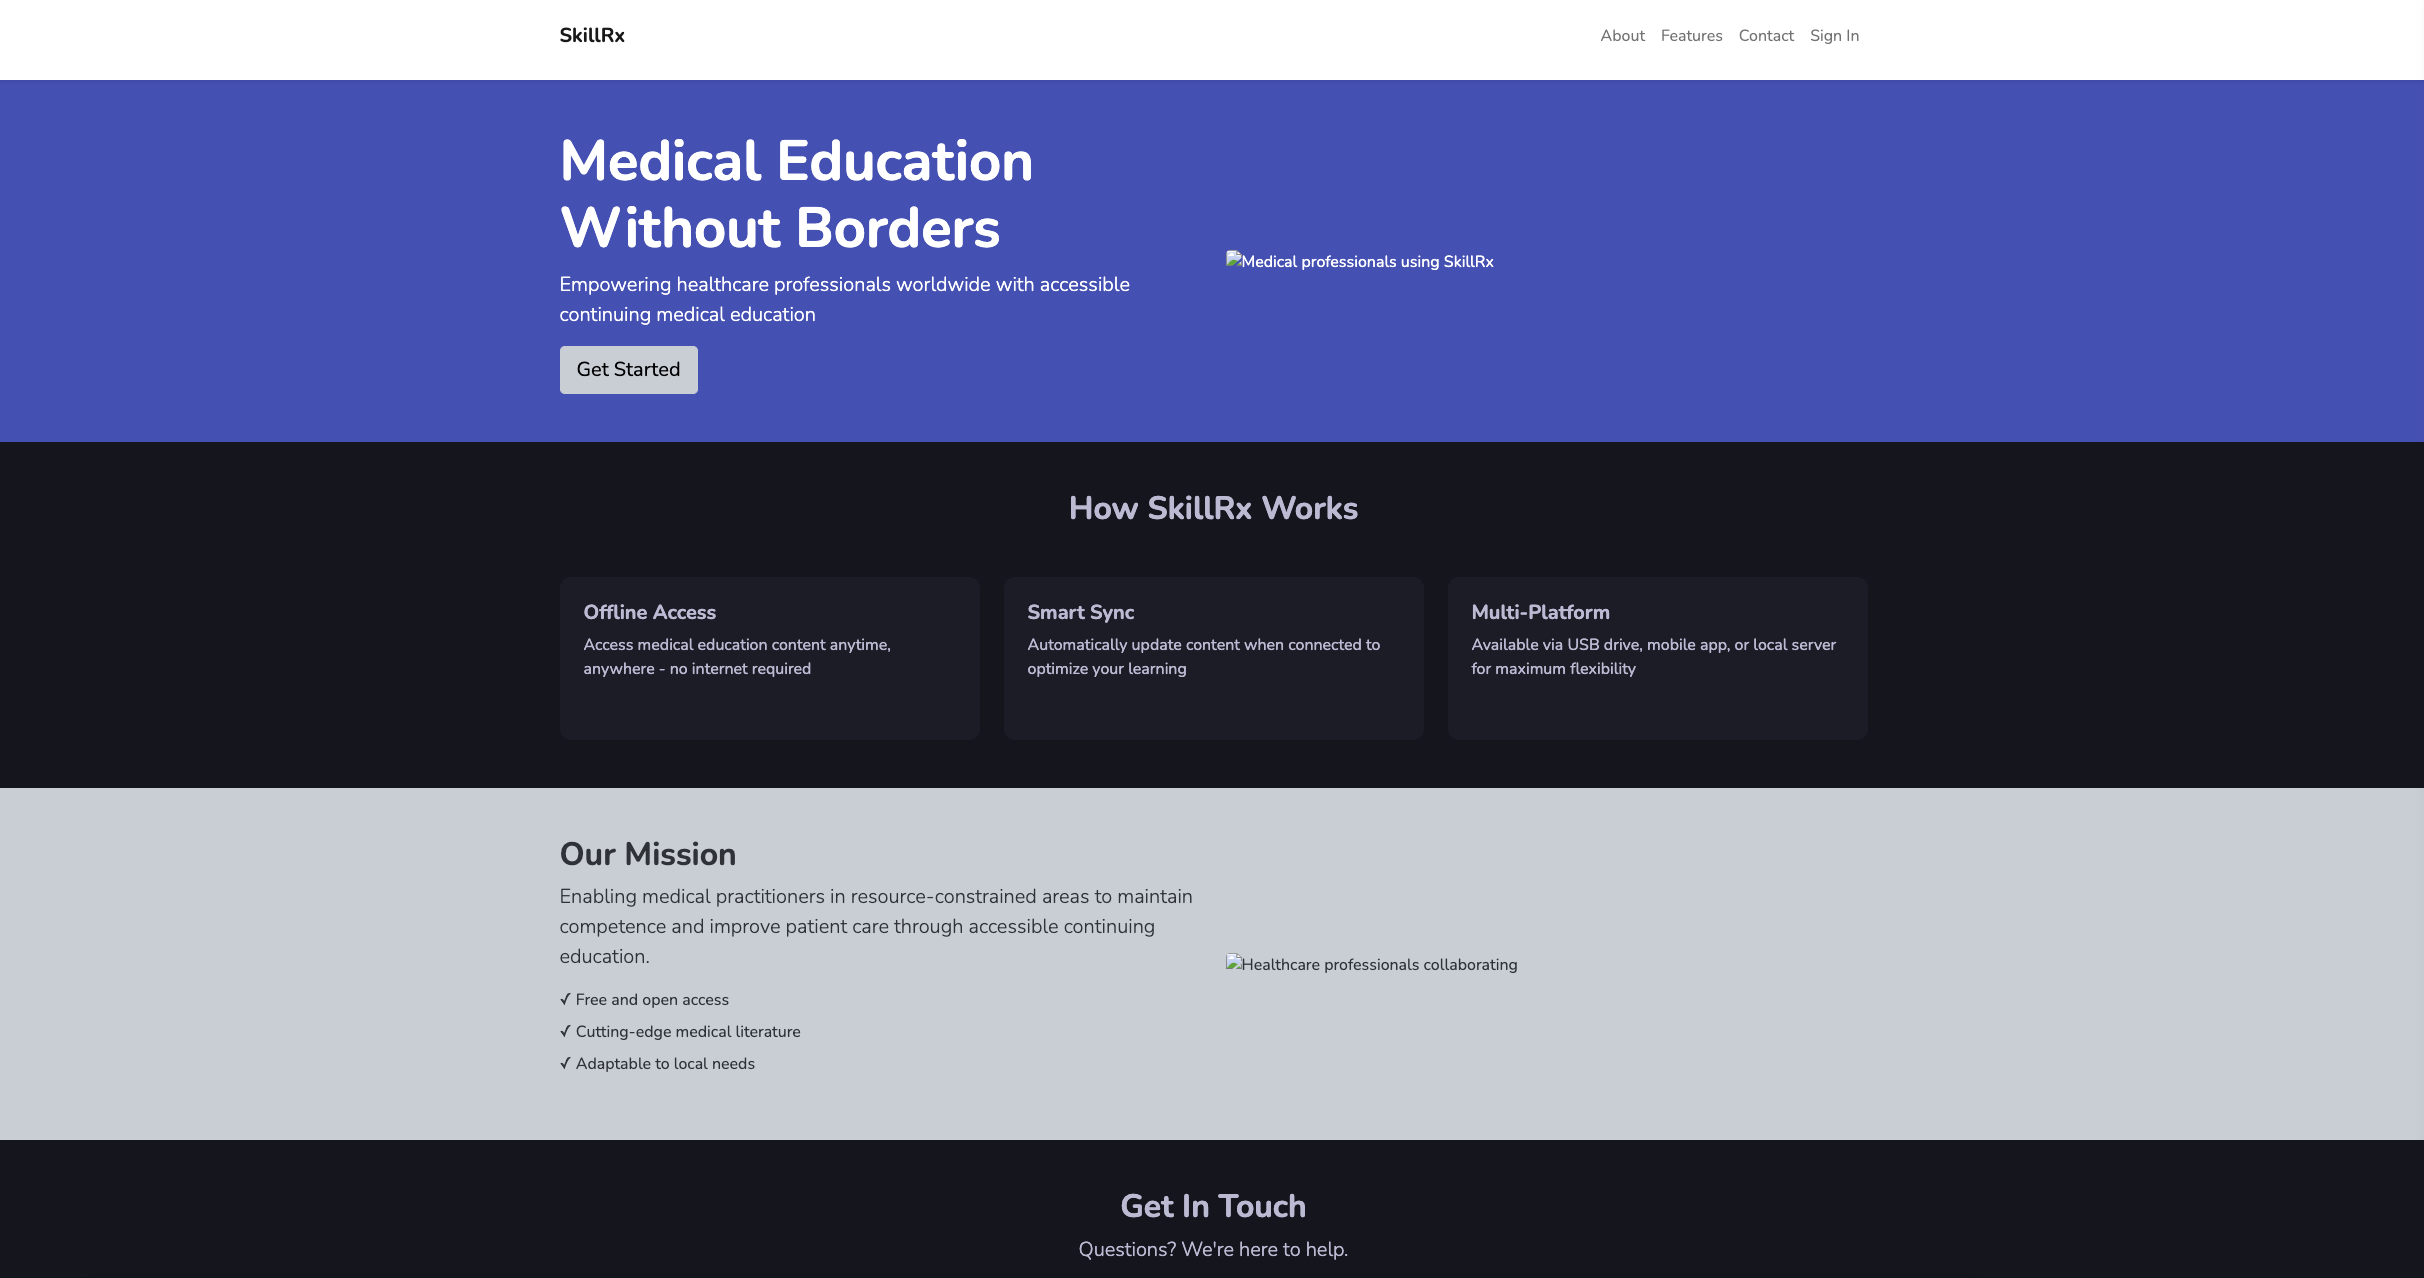 SkillRx
About Features Contact Sign In
Medical Education
Without Borders
Empowering healthcare professionals worldwide with accessible
continuing medical education
Get Started
Medical professionals using SkillRx
How SkillRx Works
Offline Access
Access medical education content anytime,
anywhere - no internet required
Smart Sync
Automatically update content when connected to
optimize your learning
Multi-Platform
Available via USB drive, mobile app, or local server
for maximum flexibility
Our Mission
Enabling medical practitioners in resource-constrained areas to maintain
competence and improve patient care through accessible continuing
education.
✓ Free and open access
✓ Cutting-edge medical literature
✓ Adaptable to local needs
Healthcare professionals collaborating
Get In Touch
Questions? We're here to help.